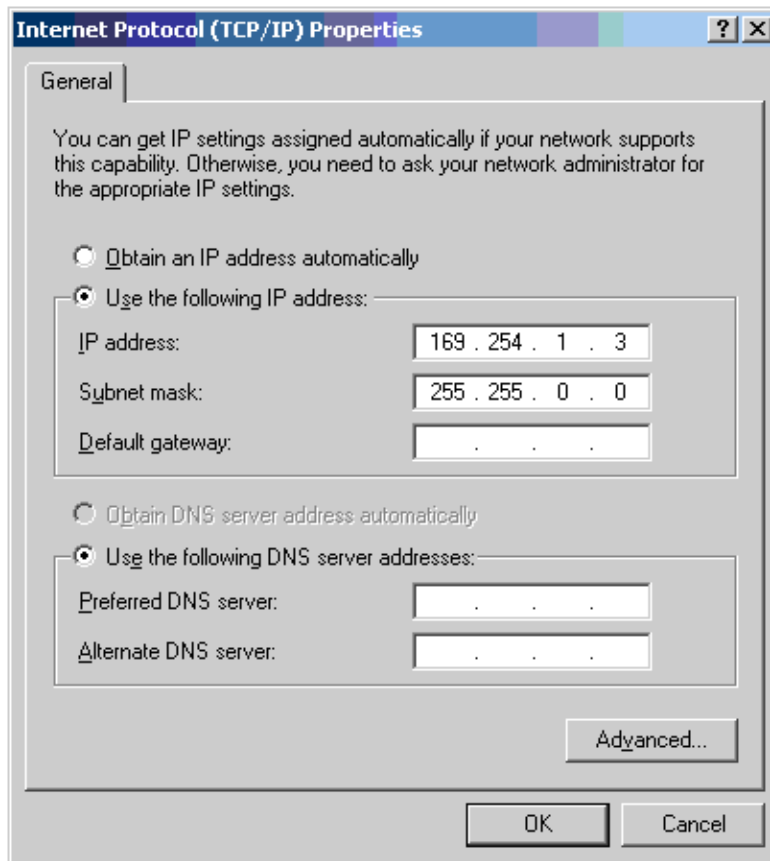 Internet Protocol (TCP/IP) Properties
General
You can get IP settings assigned automatically if your network supports
this capability. Otherwise, you need to ask your network administrator for
the appropriate IP settings.
Obtain an IP address automatically
Use the following IP address:
IP address: 169 . 254 . 1 . 3
Subnet mask: 255 . 255 . 0 . 0
Default gateway: . . .
Obtain DNS server address automatically
Use the following DNS server addresses:
Preferred DNS server: . . .
Alternate DNS server: . . .
Advanced...
OK Cancel